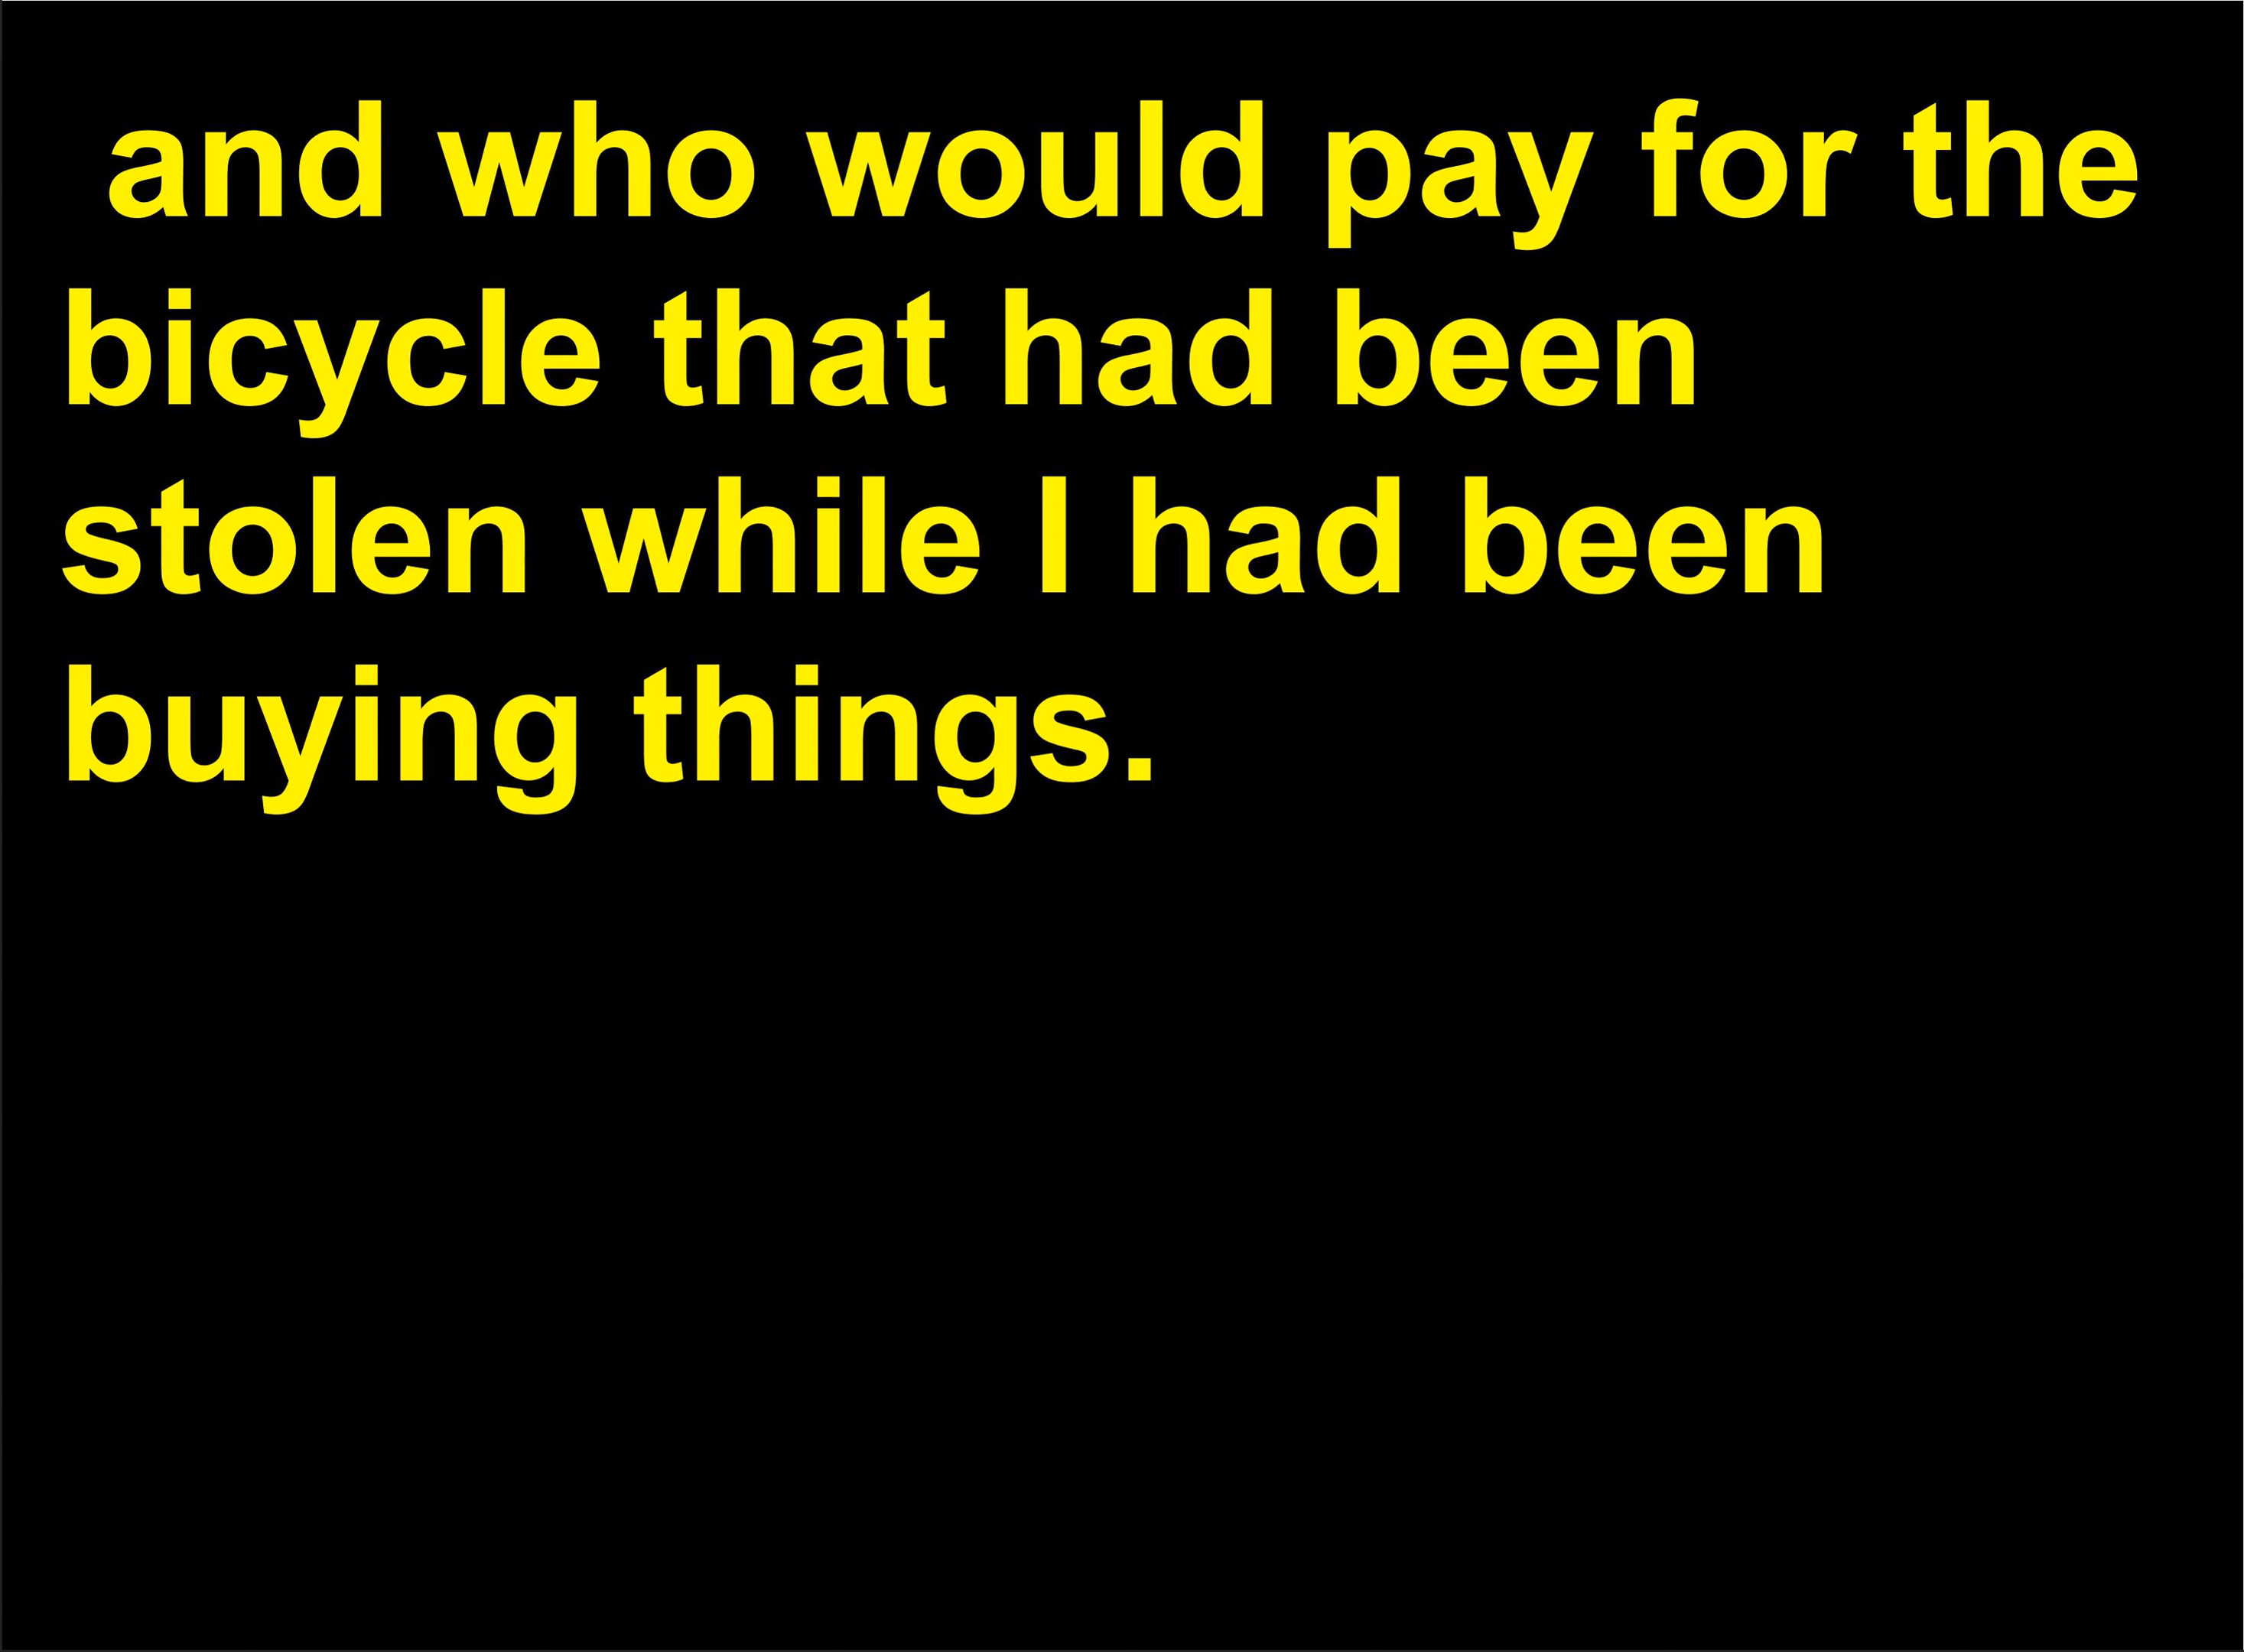 and who would pay for the
bicycle that had been
stolen while I had been
buying things.